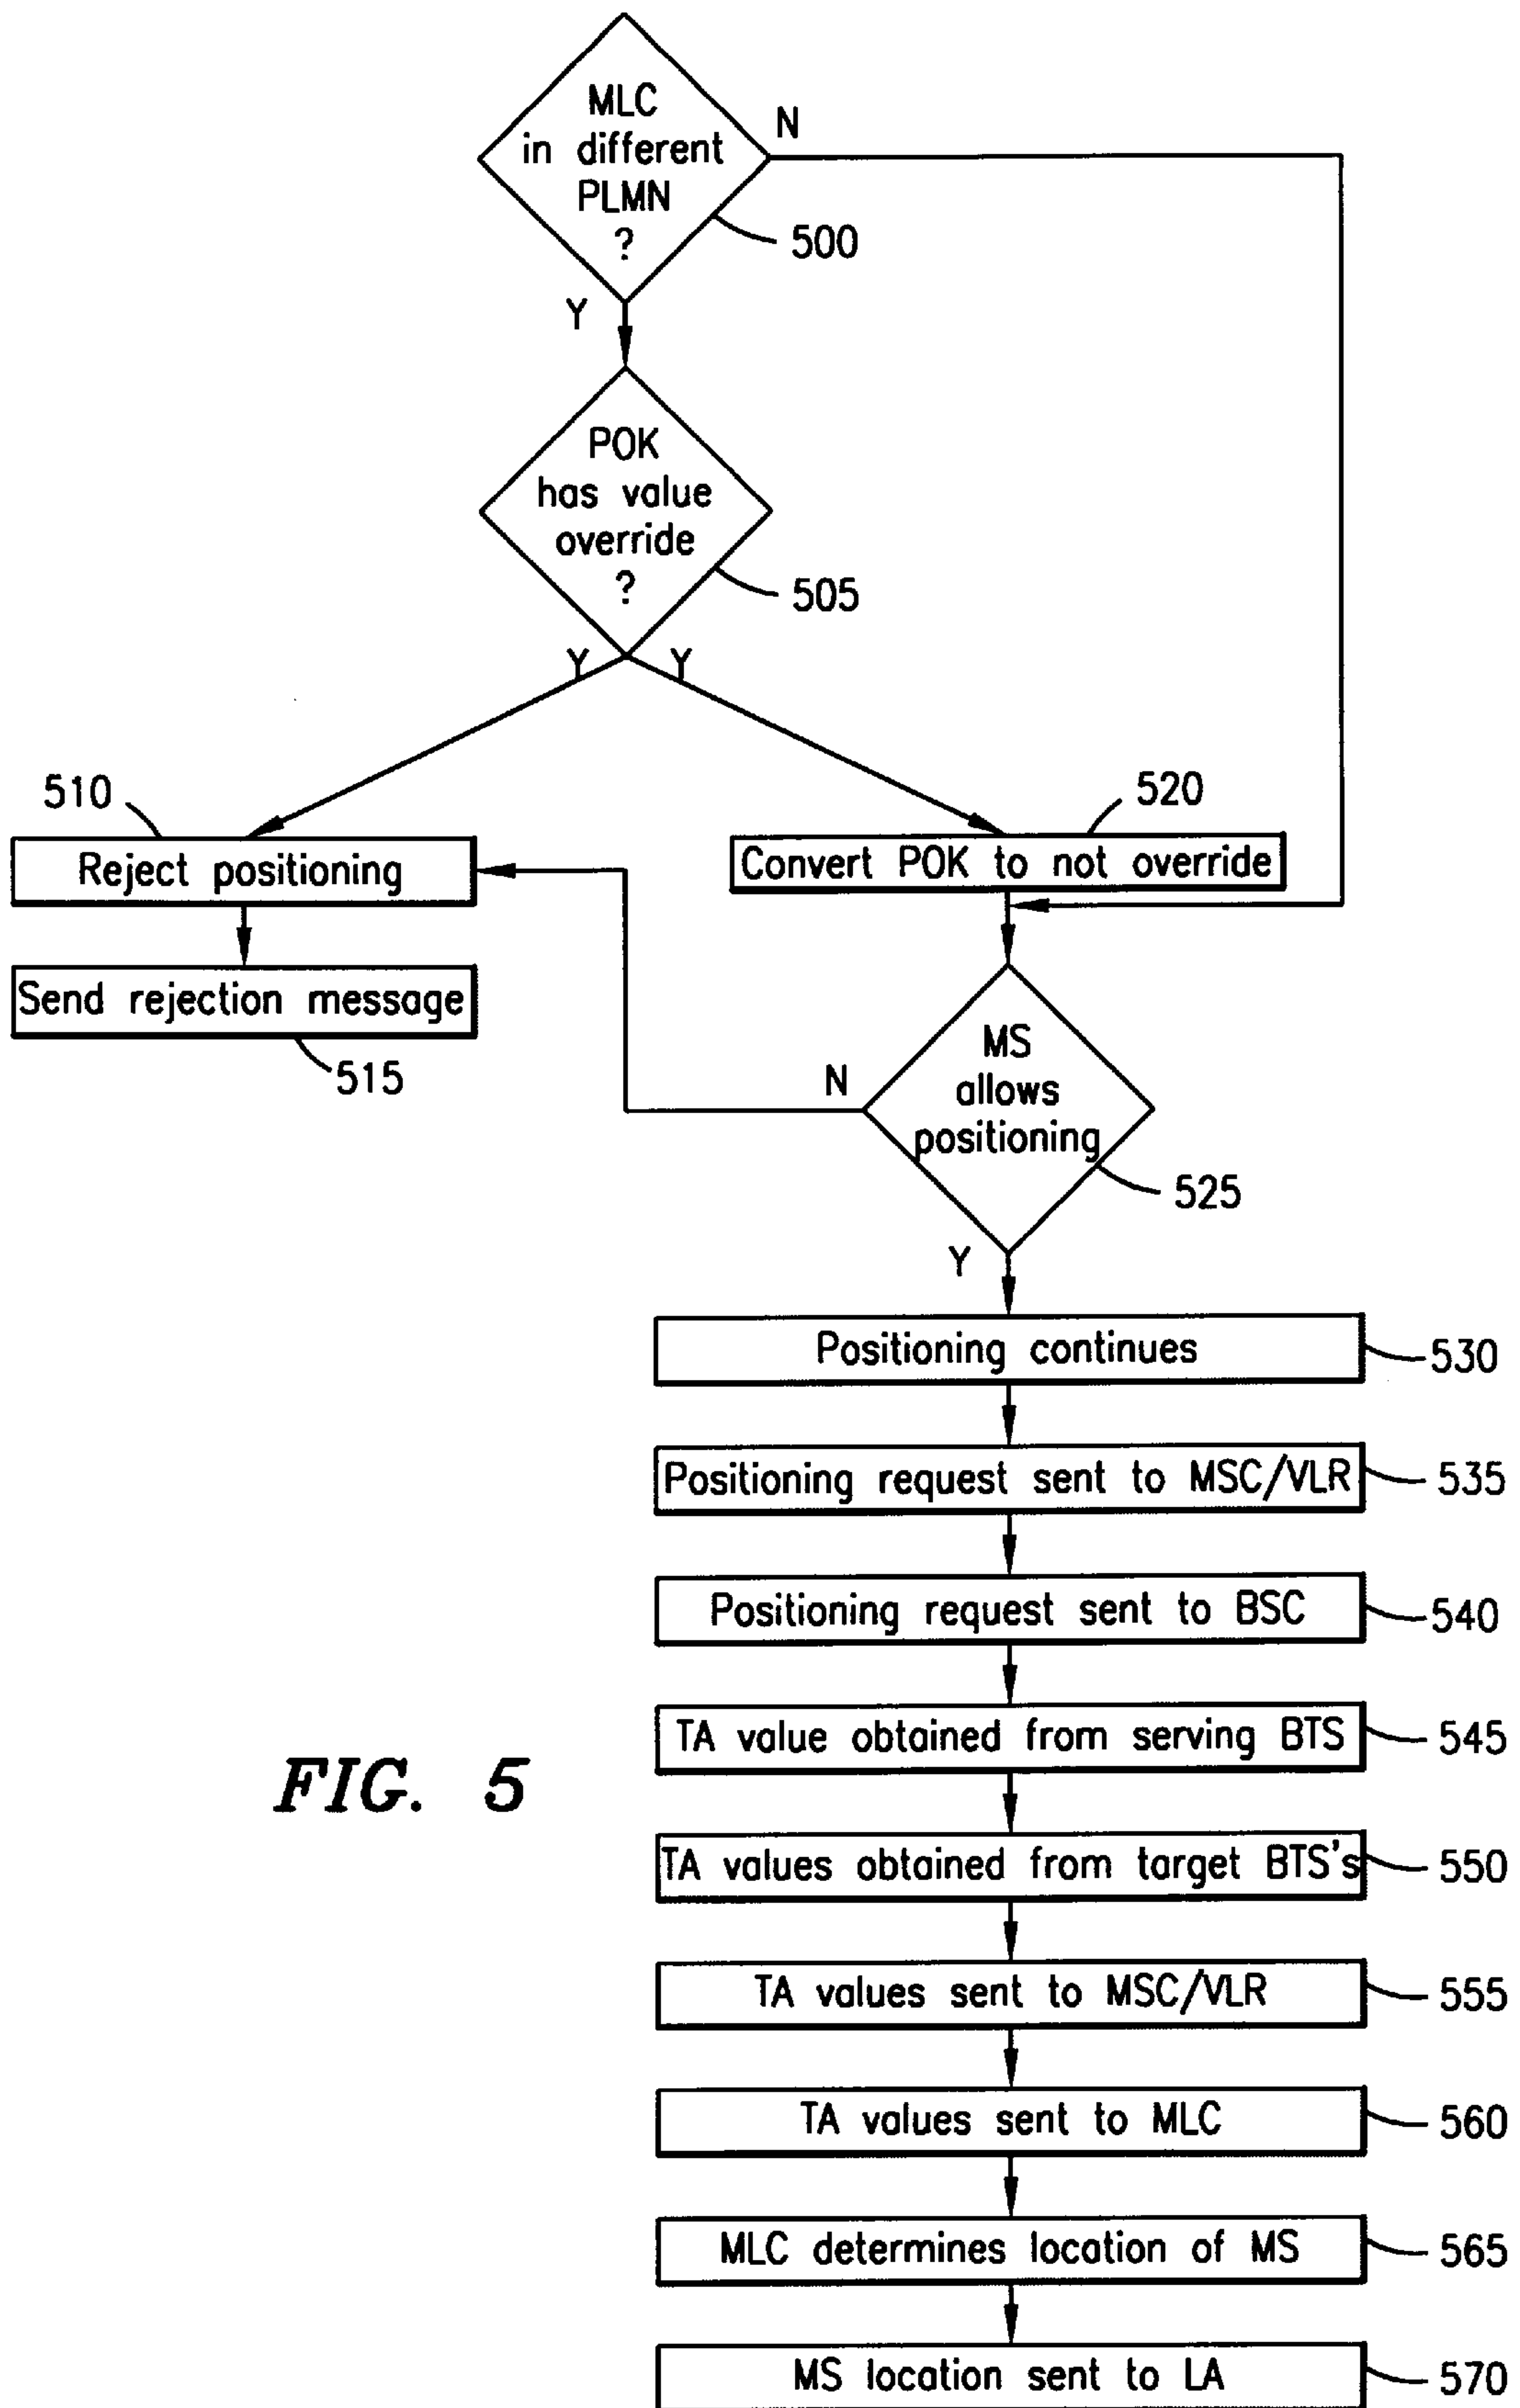 MLC
in different
PLMN
?
N
500
Y
POK
has value
override
?
505
Y
Y
510
520
Reject positioning
Convert POK to not override
Send rejection message
515
MS
allows
positioning
N
525
Y
Positioning continues
530
Positioning request sent to MSC/VLR
535
Positioning request sent to BSC
540
TA value obtained from serving BTS
545
TA values obtained from target BTS's
550
FIG. 5
TA values sent to MSC/VLR
555
TA values sent to MLC
560
MLC determines location of MS
565
MS location sent to LA
570